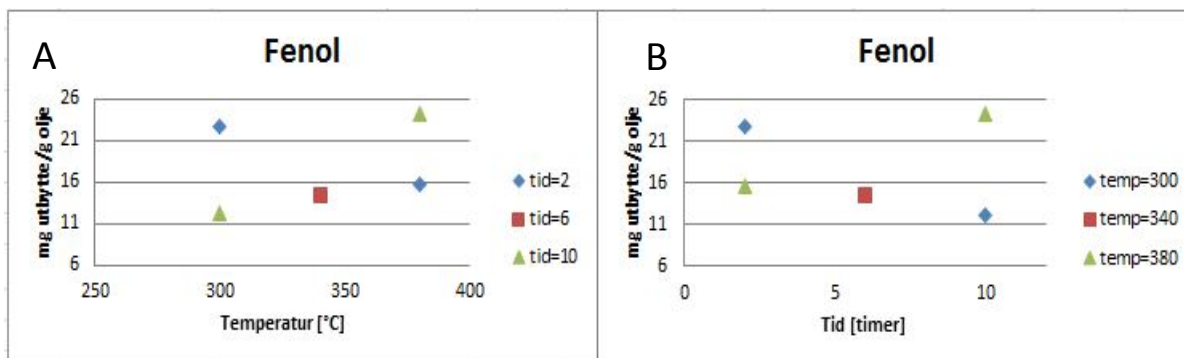 A
Fenol
mg utbytte/g olje
26
21
16
11
6
250
300
350
400
Temperatur [°C]
tid=2
tid=6
tid=10
B
Fenol
mg utbytte/g olje
26
21
16
11
6
0
5
10
Tid [timer]
temp=300
temp=340
temp=380